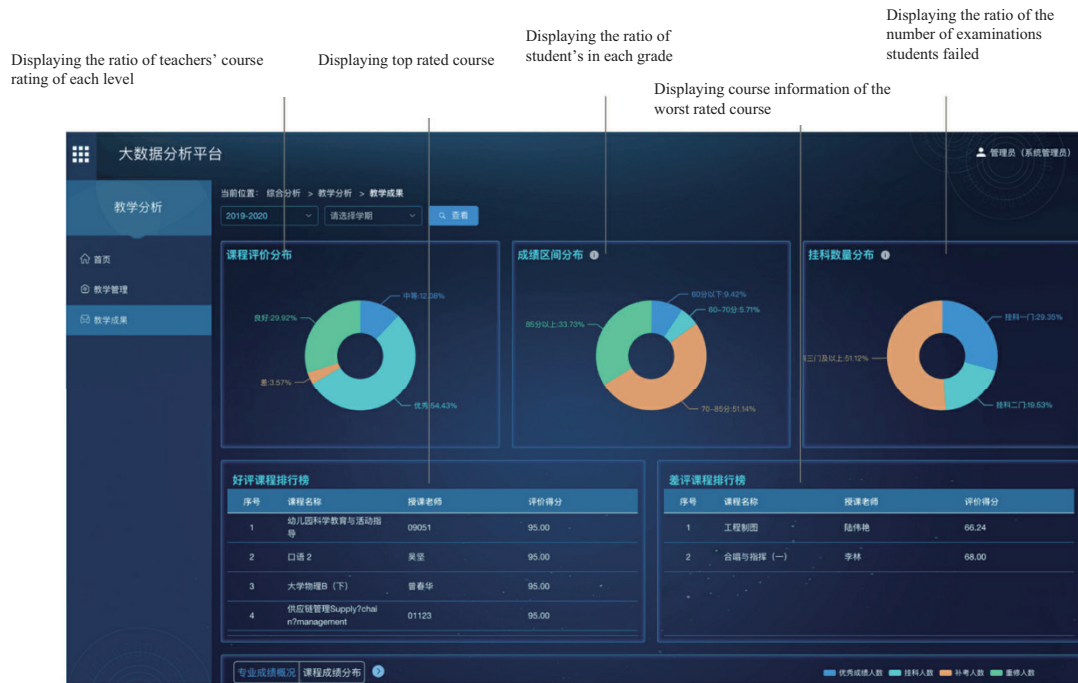 Displaying the ratio of teachers' course
rating of each level
Displaying top rated course
Displaying the ratio of
student's in each grade
Displaying the ratio of the
number of examinations
students failed
Displaying course information of the
worst rated course
大数据分析平台
管理员（系统管理员）
教学分析
首页
教学管理
教学成果
当前位置： 综合分析 > 教学分析 > 教学成果
2019-2020 请选择学期 查看
课程评价分布
中等:12.08%
良好:29.92%
差:3.57%
优秀:54.43%
成绩区间分布
60分以下:9.42%
60-70分:5.71%
85分以上:33.73%
70-85分:51.14%
挂科数量分布
挂科一门:29.35%
三门及以上:51.12%
挂科二门:19.53%
好评课程排行榜
序号 课程名称 授课老师 评价得分
1 幼儿园科学教育与活动指
导 09051 95.00
2 口语 2 吴坚 95.00
3 大学物理B（下） 曾春华 95.00
4 供应链管理Supply?chai
n?management 01123 95.00
差评课程排行榜
序号 课程名称 授课老师 评价得分
1 工程制图 陆伟艳 66.24
2 合唱与指挥（一） 李林 68.00
专业成绩概况 课程成绩分布
优秀成绩人数 挂科人数 补考人数 重修人数